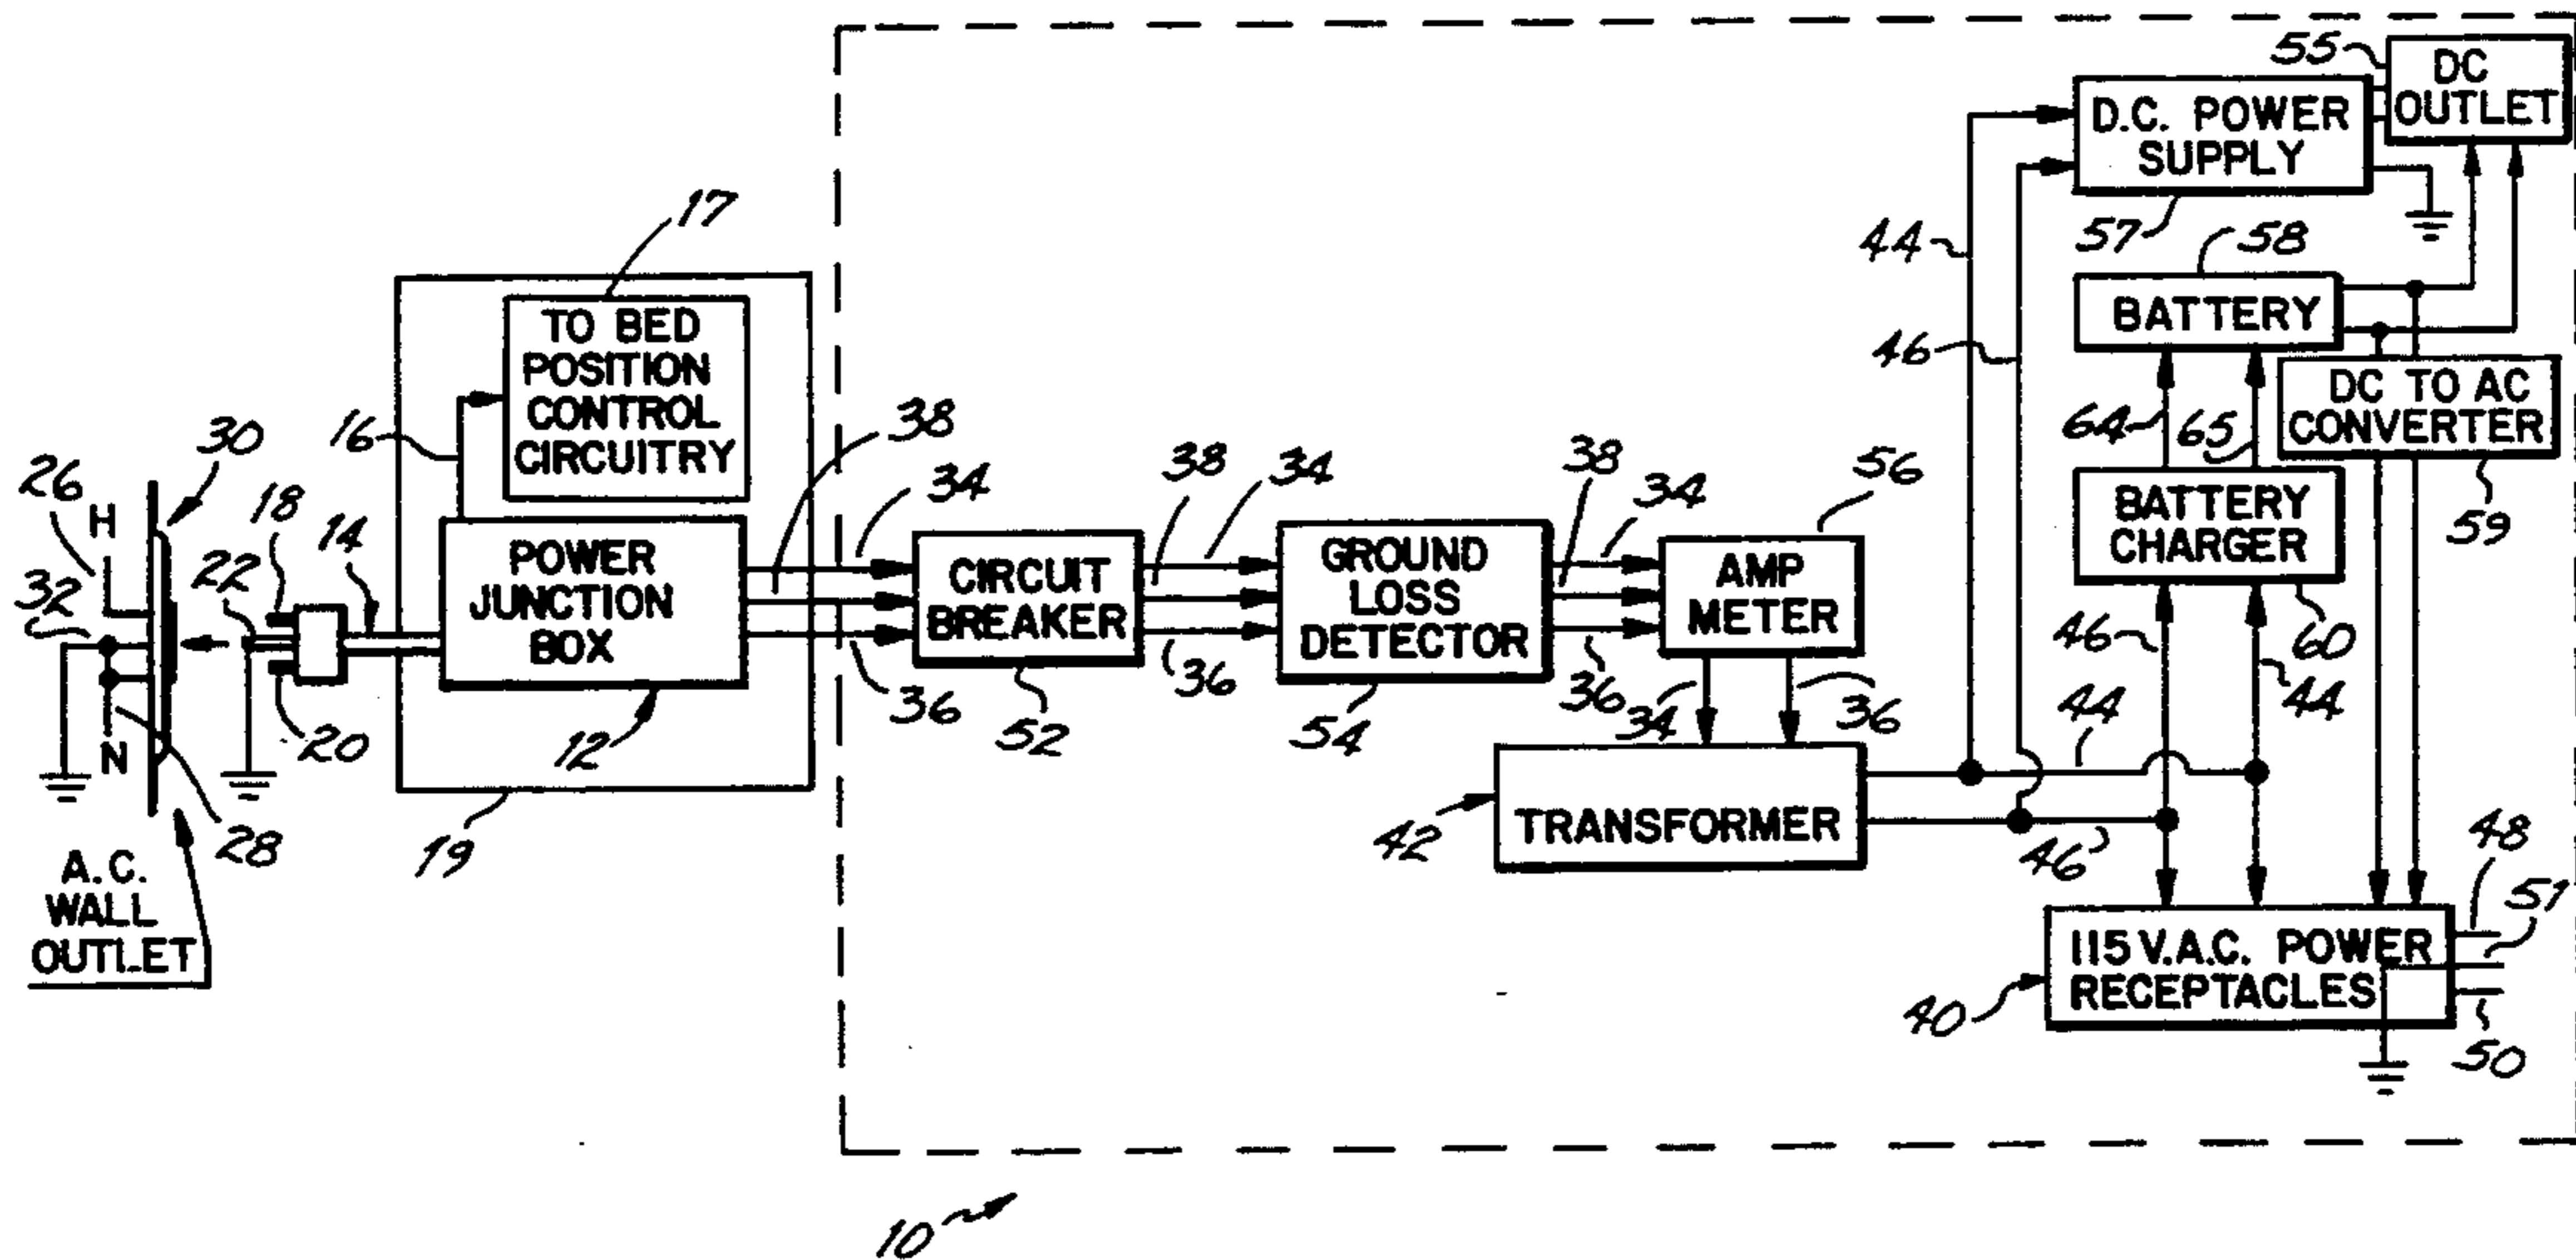 55
DC
OUTLET
D.C. POWER
SUPPLY
57
44
46
58
BATTERY
DC TO AC
CONVERTER
59
64
65
BATTERY
CHARGER
60
46
44
17
TO BED
POSITION
CONTROL
CIRCUITRY
16
38
34
30
26
H
18
22
14
32
20
N
28
A.C.
WALL
OUTLET
POWER
JUNCTION
BOX
12
19
36
CIRCUIT
BREAKER
52
38
34
36
GROUND
LOSS
DETECTOR
54
38
34
36
56
AMP
METER
34
36
42
TRANSFORMER
44
46
115 V.A.C. POWER
RECEPTACLES
40
48
51
50
10